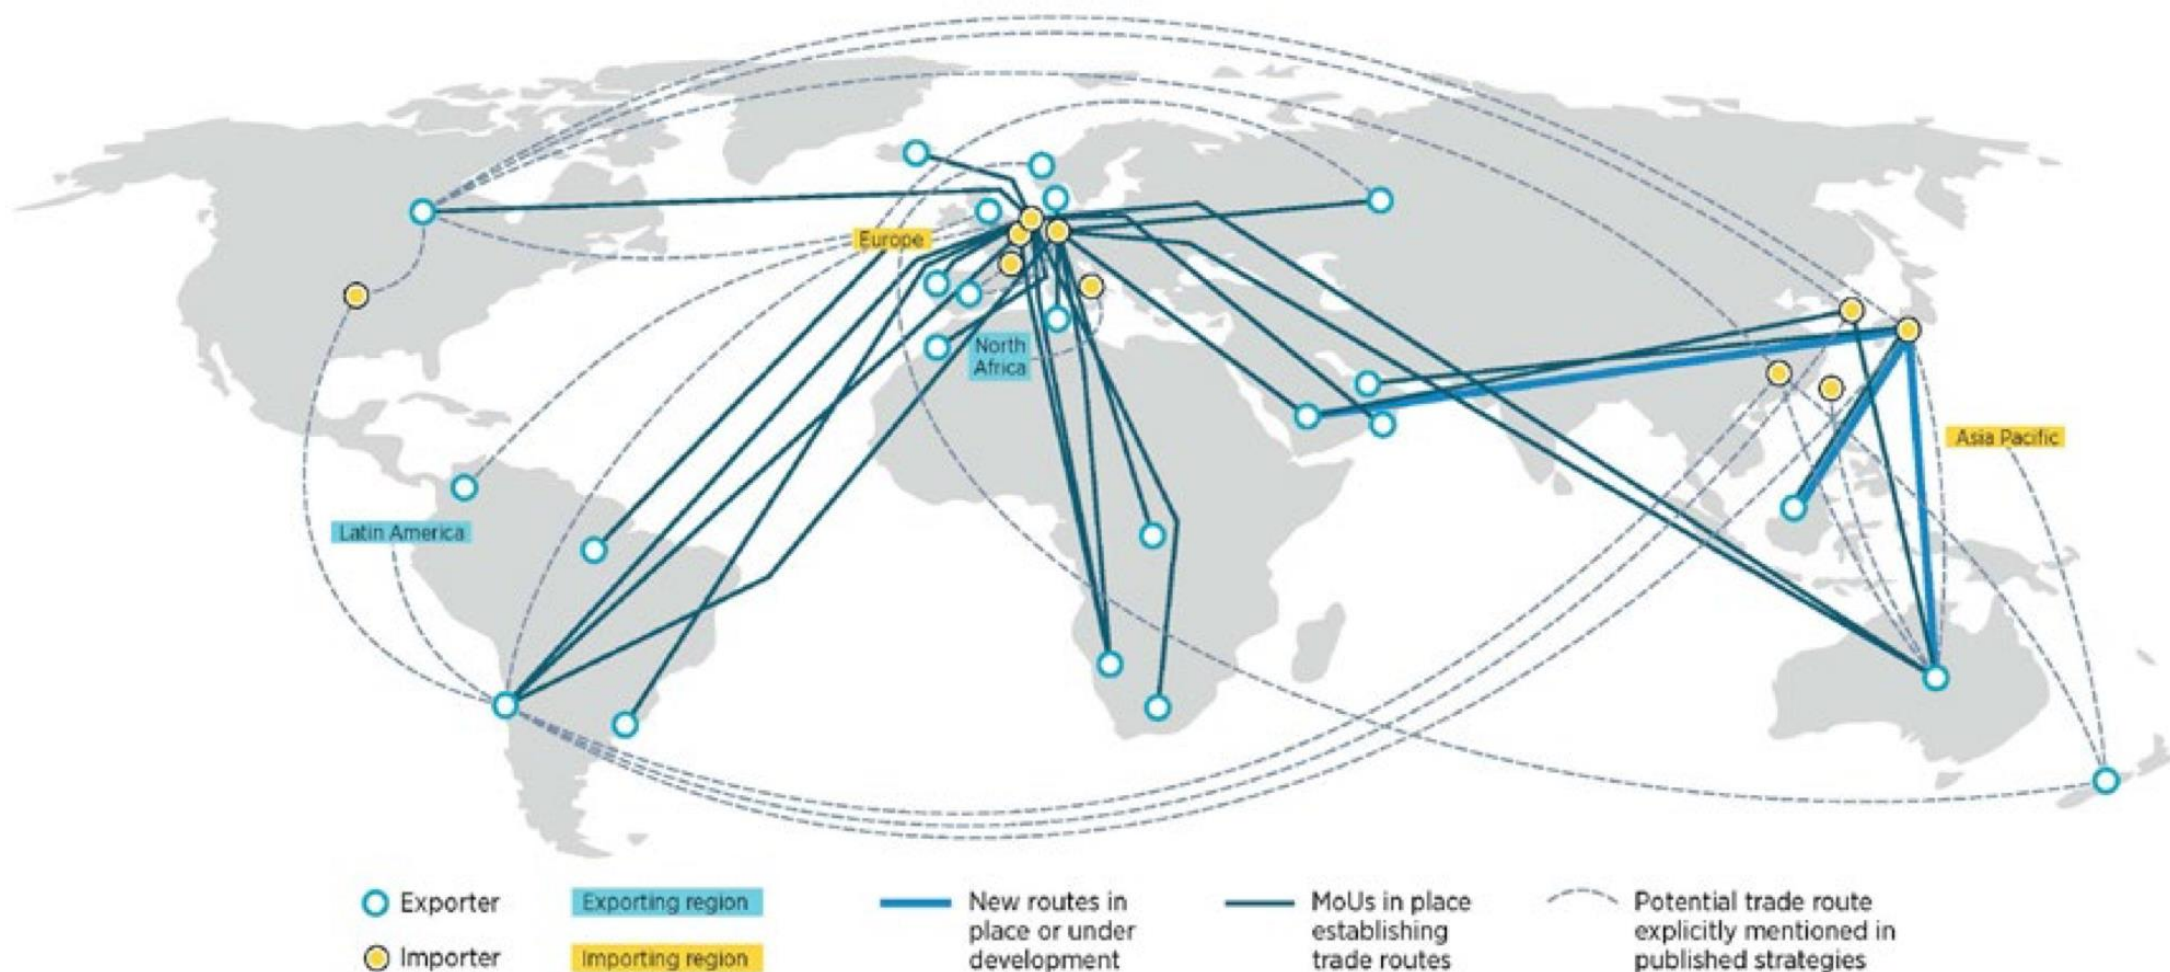 Europe
North
Africa
Asia Pacific
Latin America
Exporter
Exporting region
New routes in
place or under
development
MoUs in place
establishing
trade routes
Potential trade route
explicitly mentioned in
published strategies
Importer
Importing region